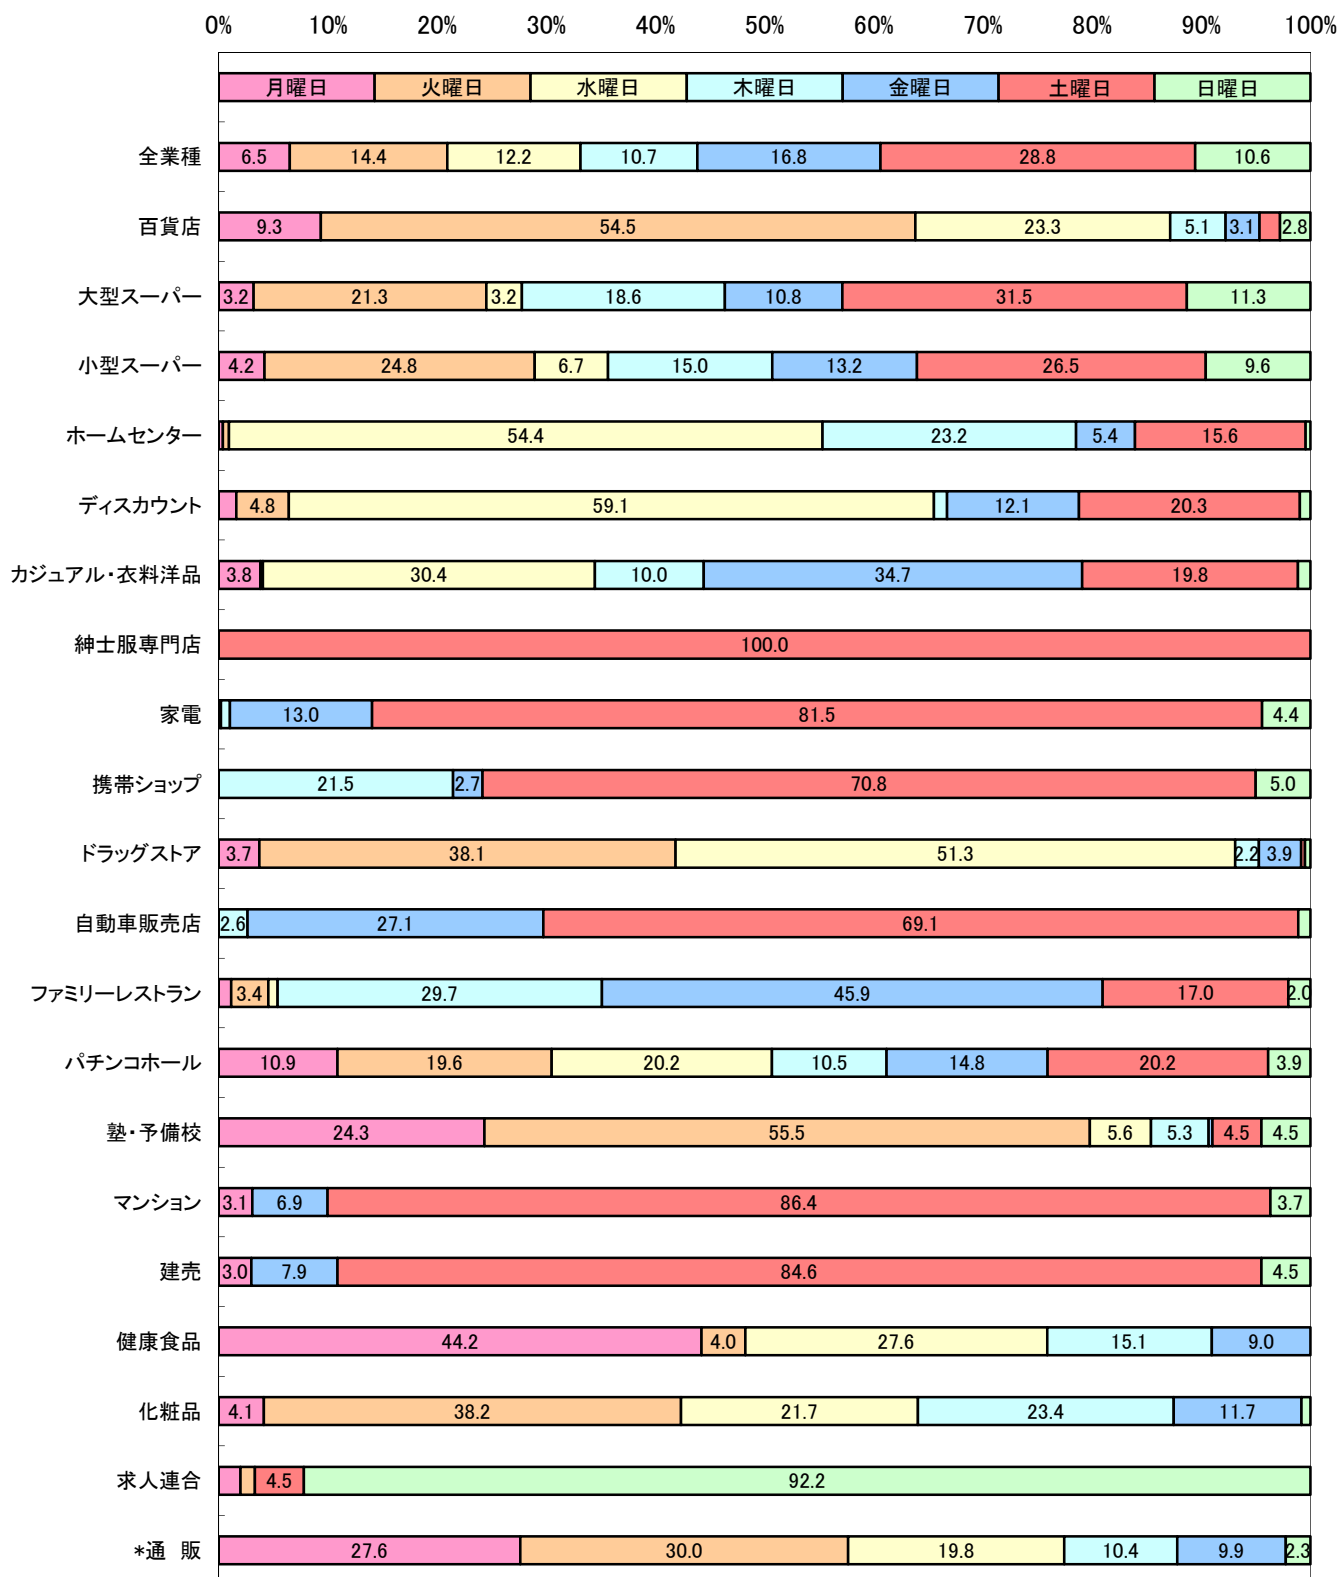 0% 10% 20% 30% 40% 50% 60% 70% 80% 90% 100%
月曜日 火曜日 水曜日 木曜日 金曜日 土曜日 日曜日
全業種 6.5 14.4 12.2 10.7 16.8 28.8 10.6
百貨店 9.3 54.5 23.3 5.1 3.1 2.8
大型スーパー 3.2 21.3 3.2 18.6 10.8 31.5 11.3
小型スーパー 4.2 24.8 6.7 15.0 13.2 26.5 9.6
ホームセンター 54.4 23.2 5.4 15.6
ディスカウント 4.8 59.1 12.1 20.3
カジュアル・衣料洋品 3.8 30.4 10.0 34.7 19.8
紳士服専門店 100.0
家電 13.0 81.5 4.4
携帯ショップ 21.5 2.7 70.8 5.0
ドラッグストア 3.7 38.1 51.3 2.2 3.9
自動車販売店 2.6 27.1 69.1
ファミリーレストラン 3.4 29.7 45.9 17.0 2.0
パチンコホール 10.9 19.6 20.2 10.5 14.8 20.2 3.9
塾・予備校 24.3 55.5 5.6 5.3 4.5 4.5
マンション 3.1 6.9 86.4 3.7
建売 3.0 7.9 84.6 4.5
健康食品 44.2 4.0 27.6 15.1 9.0
化粧品 4.1 38.2 21.7 23.4 11.7
求人連合 4.5 92.2
*通　販 27.6 30.0 19.8 10.4 9.9 2.3